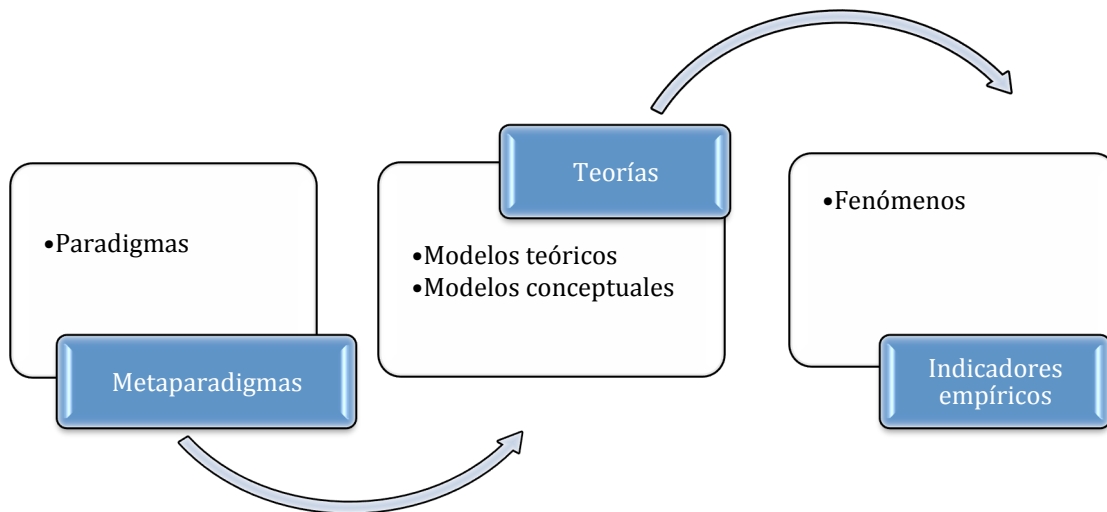 •Paradigmas
Metaparadigmas
Teorías
•Modelos teóricos
•Modelos conceptuales
•Fenómenos
Indicadores
empíricos